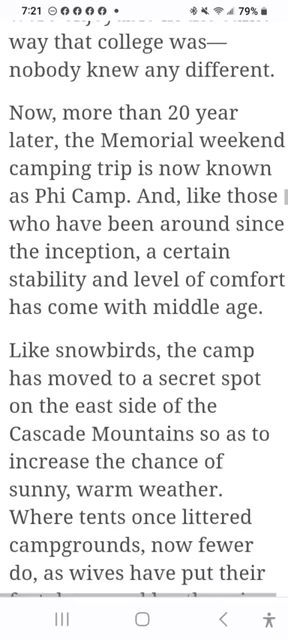 7:21
79%
way that college was—
nobody knew any different.
Now, more than 20 year
later, the Memorial weekend
camping trip is now known
as Phi Camp. And, like those
who have been around since
the inception, a certain
stability and level of comfort
has come with middle age.
Like snowbirds, the camp
has moved to a secret spot
on the east side of the
Cascade Mountains so as to
increase the chance of
sunny, warm weather.
Where tents once littered
campgrounds, now fewer
do, as wives have put their